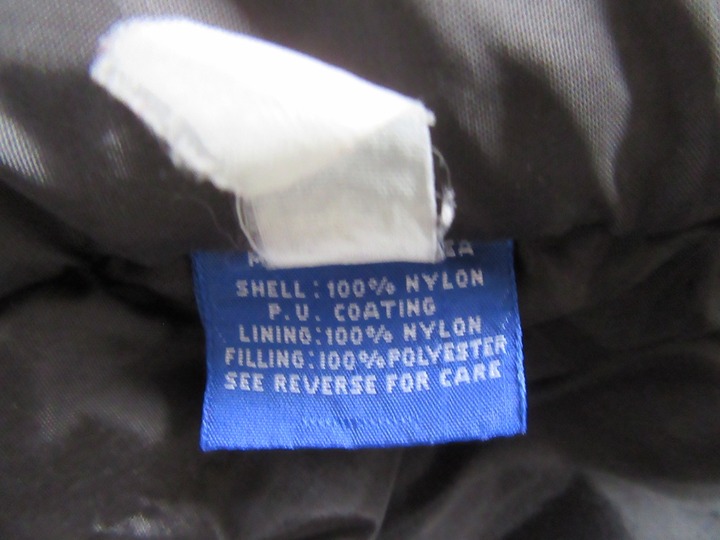 SHELL: 100% NYLON
P.U. COATING
LINING: 100% NYLON
FILLING: 100% POLYESTER
SEE REVERSE FOR CARE